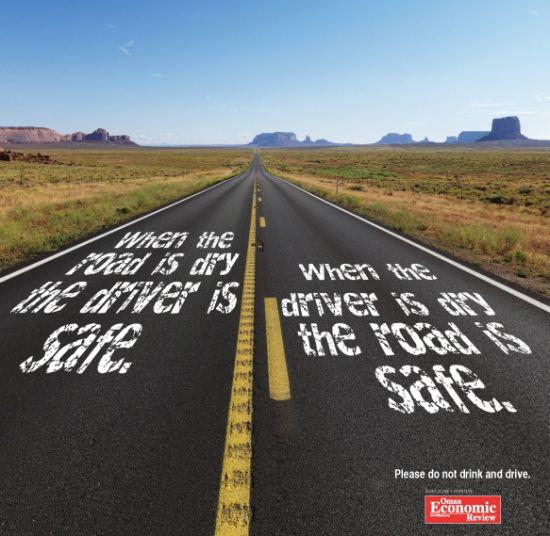 When the
road is dry
the driver is
safe.
When the
driver is dry
the road is
safe.
Please do not drink and drive.
Oman
Economic
Review